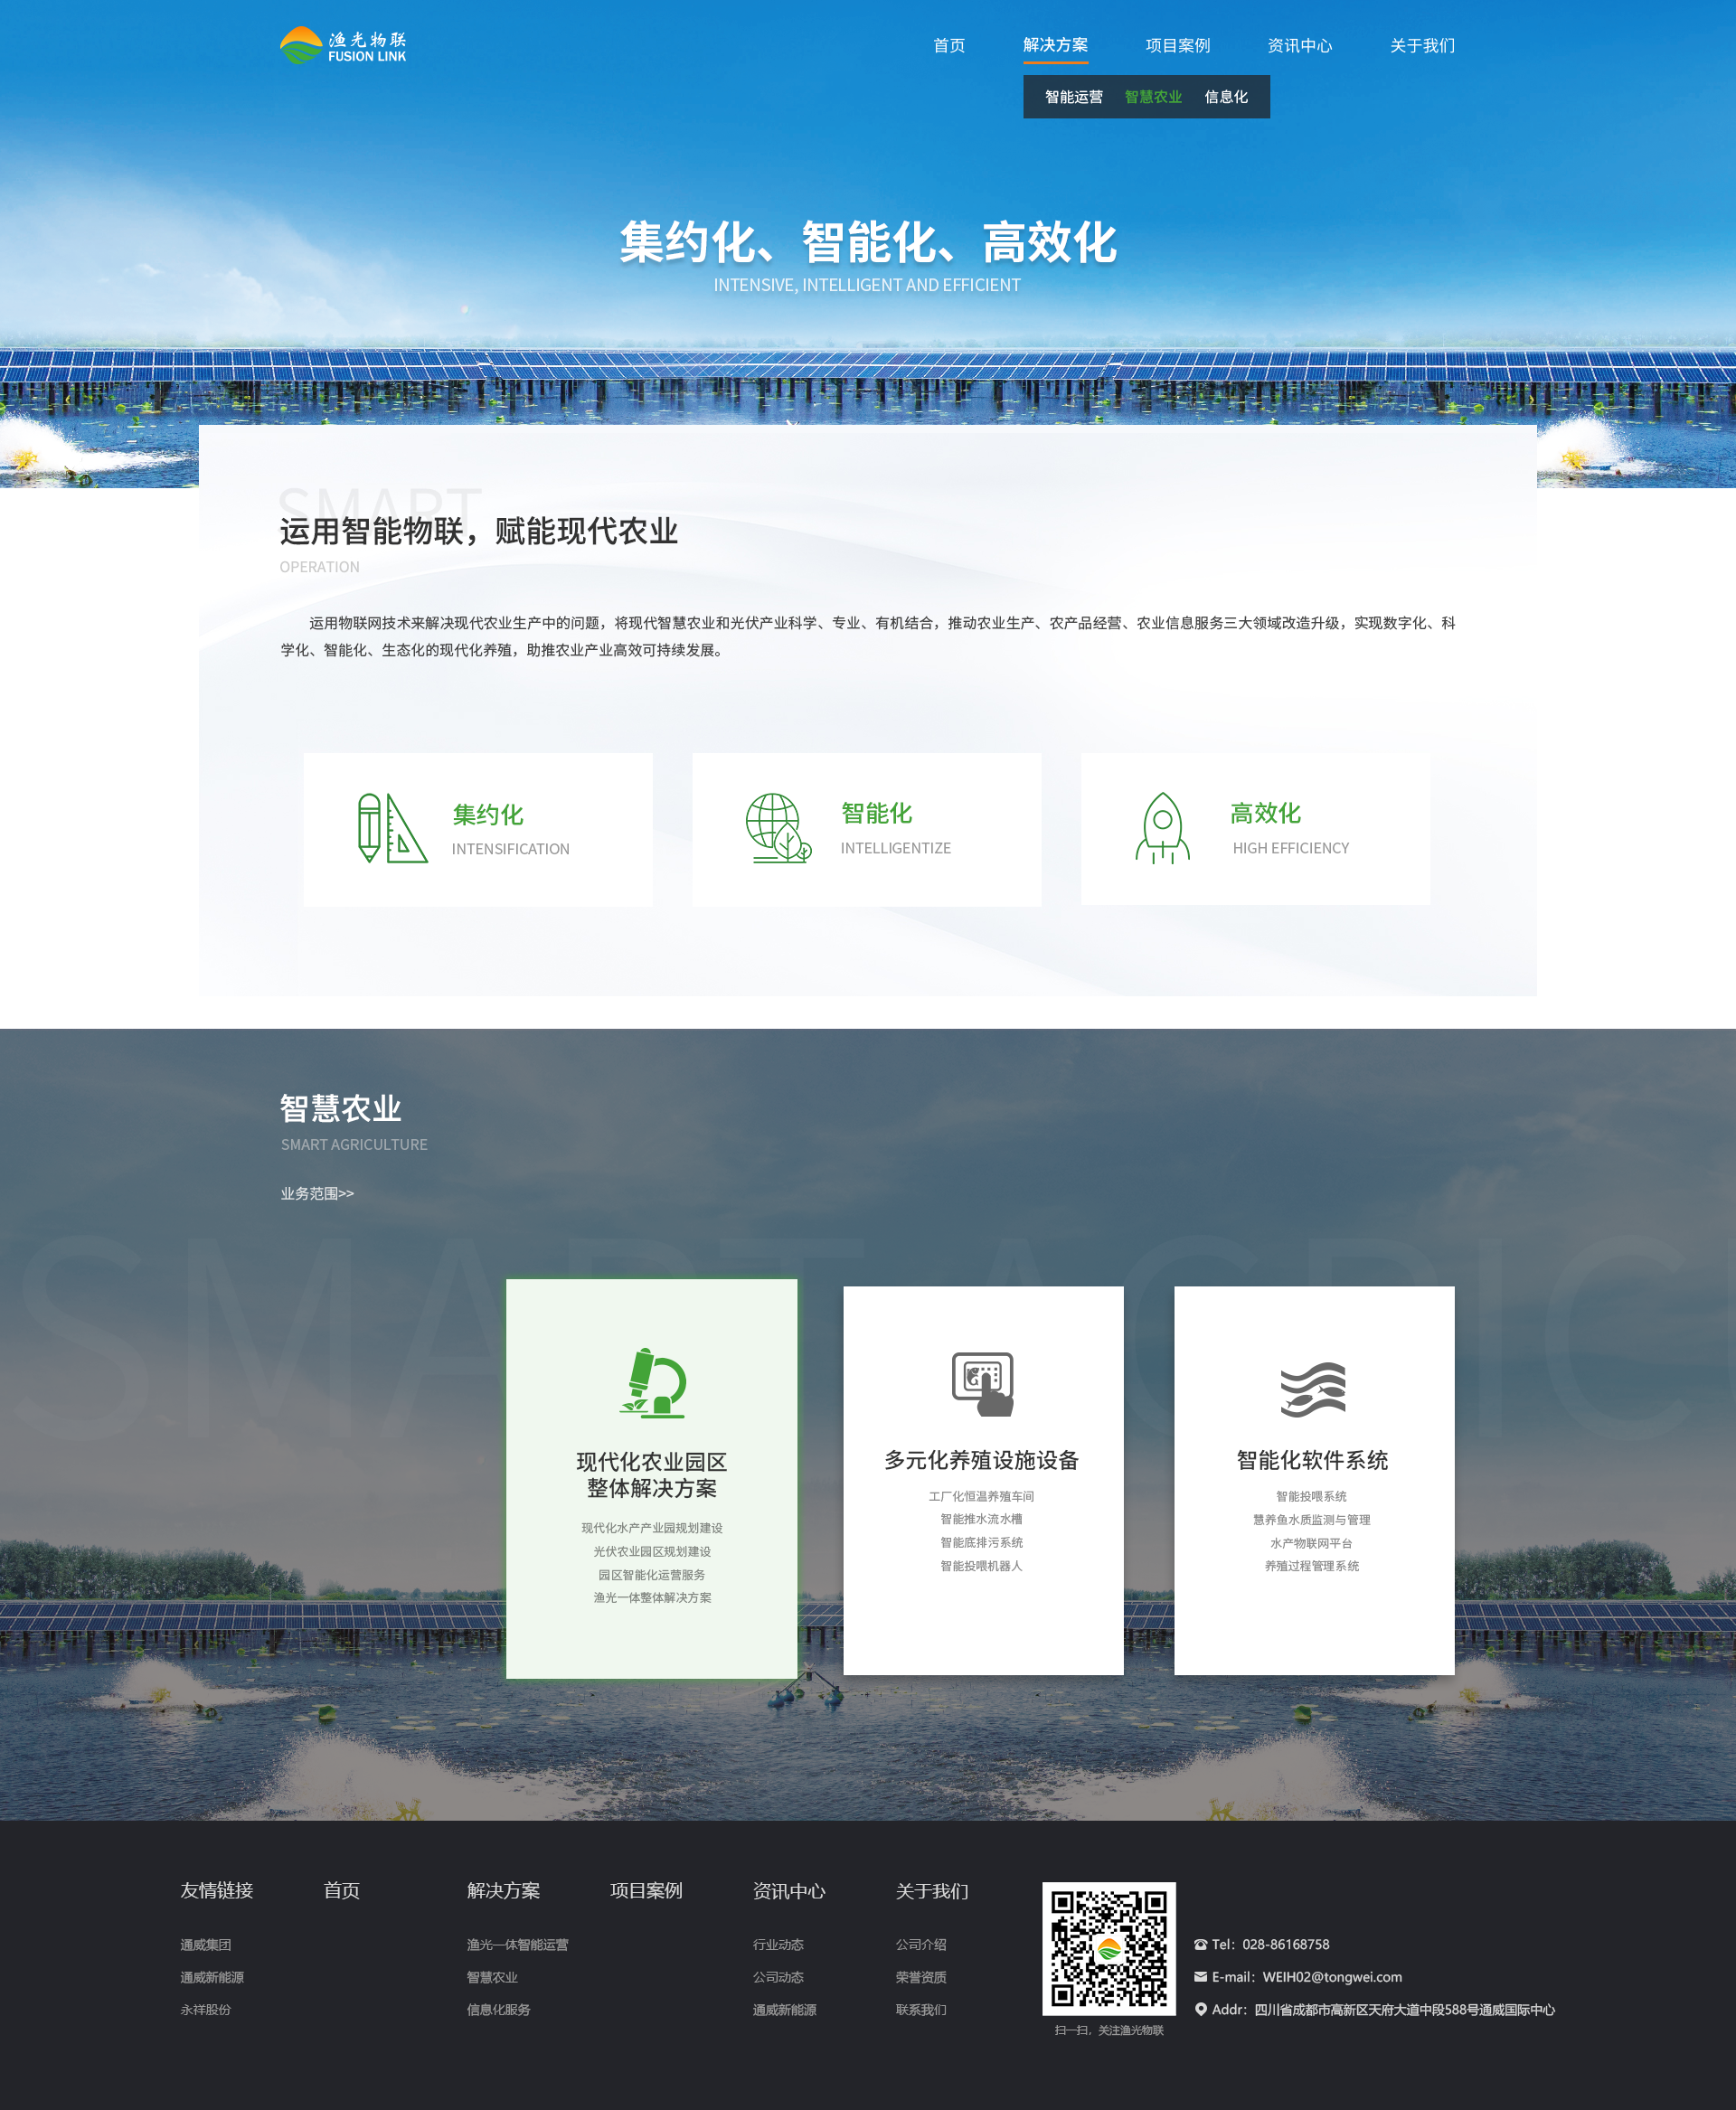 渔光物联
FUSION LINK
首页
解决方案
项目案例
资讯中心
关于我们
智能运营
智慧农业
信息化
集约化、智能化、高效化
INTENSIVE, INTELLIGENT AND EFFICIENT
SMART
运用智能物联，赋能现代农业
OPERATION
运用物联网技术来解决现代农业生产中的问题，将现代智慧农业和光伏产业科学、专业、有机结合，推动农业生产、农产品经营、农业信息服务三大领域改造升级，实现数字化、科
学化、智能化、生态化的现代化养殖，助推农业产业高效可持续发展。
集约化
INTENSIFICATION
智能化
INTELLIGENTIZE
高效化
HIGH EFFICIENCY
智慧农业
SMART AGRICULTURE
业务范围>>
SMART AGRIC
现代化农业园区
整体解决方案
现代化水产产业园规划建设
光伏农业园区规划建设
园区智能化运营服务
渔光一体整体解决方案
多元化养殖设施设备
工厂化恒温养殖车间
智能推水流水槽
智能底排污系统
智能投喂机器人
智能化软件系统
智能投喂系统
慧养鱼水质监测与管理
水产物联网平台
养殖过程管理系统
友情链接
通威集团
通威新能源
永祥股份
首页
解决方案
渔光一体智能运营
智慧农业
信息化服务
项目案例
资讯中心
行业动态
公司动态
通威新能源
关于我们
公司介绍
荣誉资质
联系我们
扫一扫，关注渔光物联
Tel：028-86168758
E-mail：WEIH02@tongwei.com
Addr：四川省成都市高新区天府大道中段588号通威国际中心